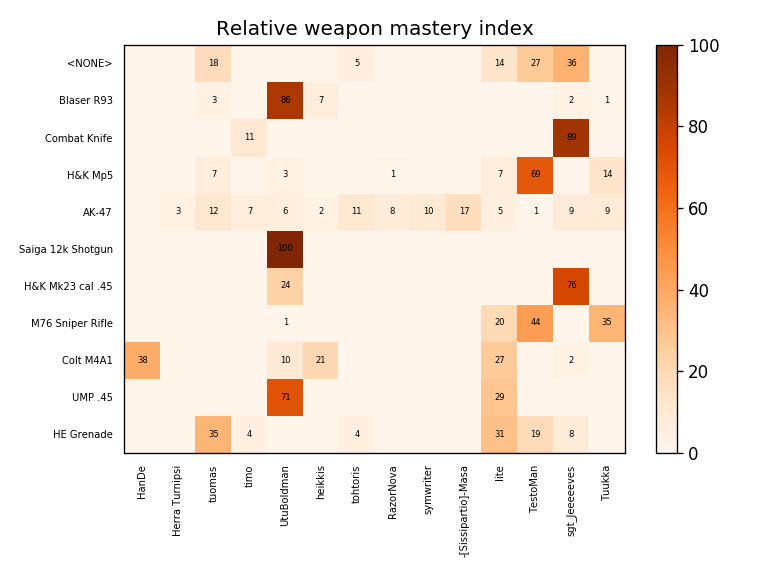 Relative weapon mastery index
<NONE> 18 5 14 27 36
Blaser R93 3 86 7 2 1
Combat Knife 11 89
H&K Mp5 7 3 1 7 69 14
AK-47 3 12 7 6 2 11 8 10 17 5 1 9 9
Saiga 12k Shotgun 100
H&K Mk23 cal .45 24 76
M76 Sniper Rifle 1 20 44 35
Colt M4A1 38 10 21 27 2
UMP .45 71 29
HE Grenade 35 4 4 31 19 8
HanDe
Herra Turnipsi
tuomas
timo
UtuBoldman
heikkis
tohtoris
RazorNova
symwriter
-[Sissipartio]-Masa
lite
TestoMan
sgt_Jeeeeeves
Tuukka
100
80
60
40
20
0